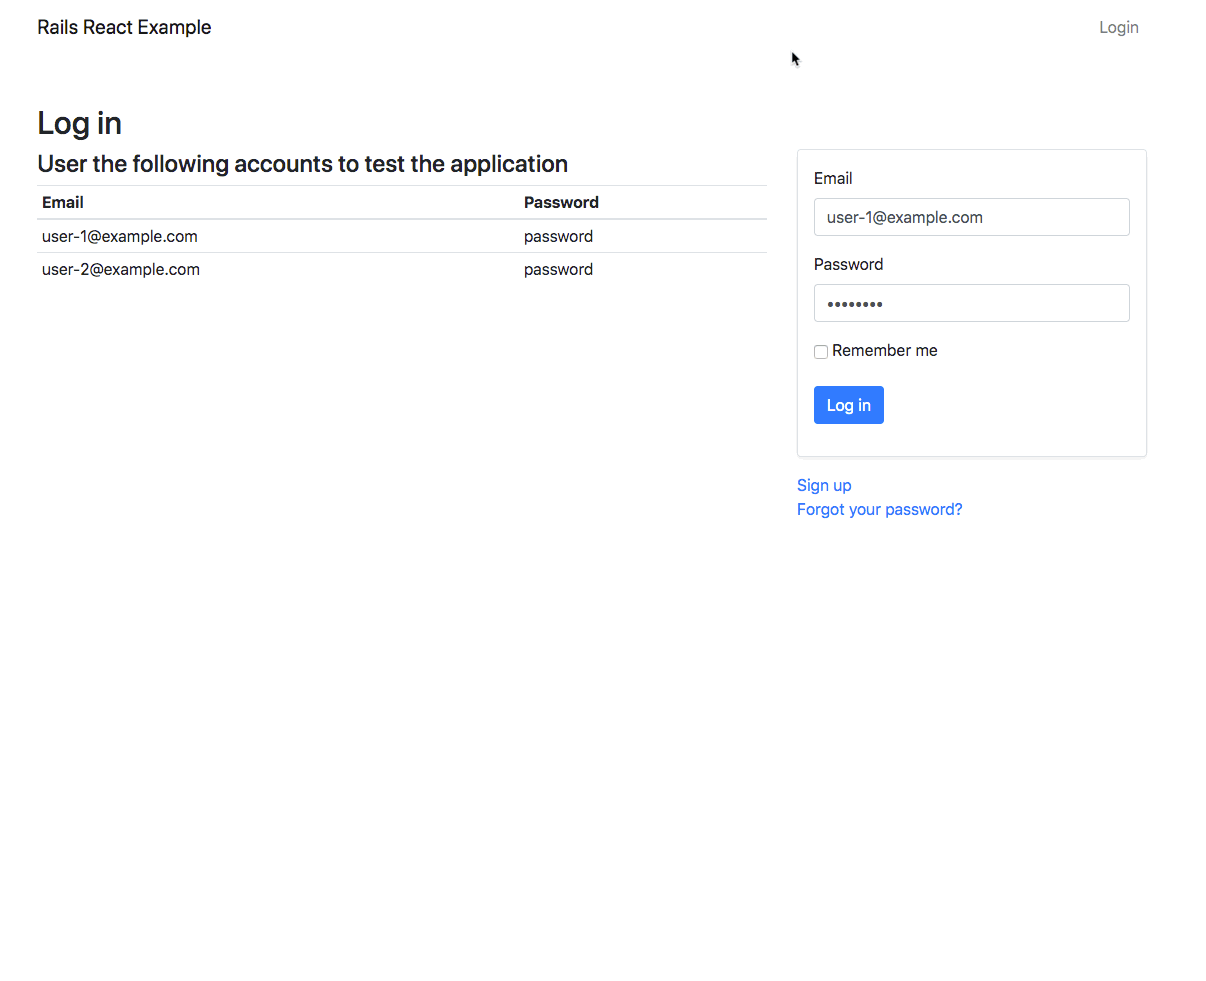 Rails React Example
Login
Log in
User the following accounts to test the application
Email Password
user-1@example.com password
user-2@example.com password
Email
user-1@example.com
Password
••••••••
Remember me
Log in
Sign up
Forgot your password?